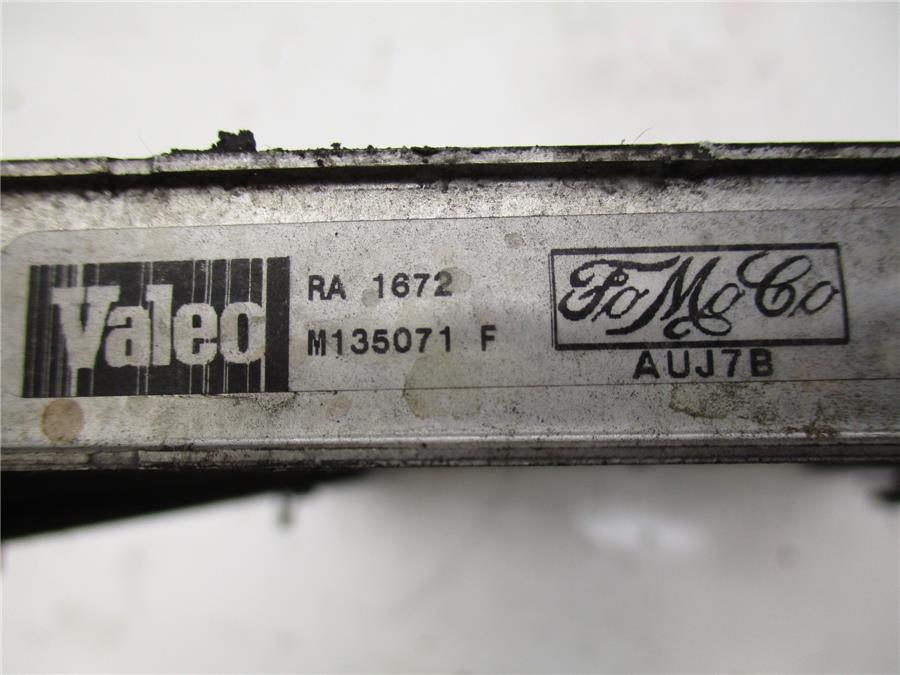 Valeo
RA 1672
M135071 F
FoMoCo
AUJ7B